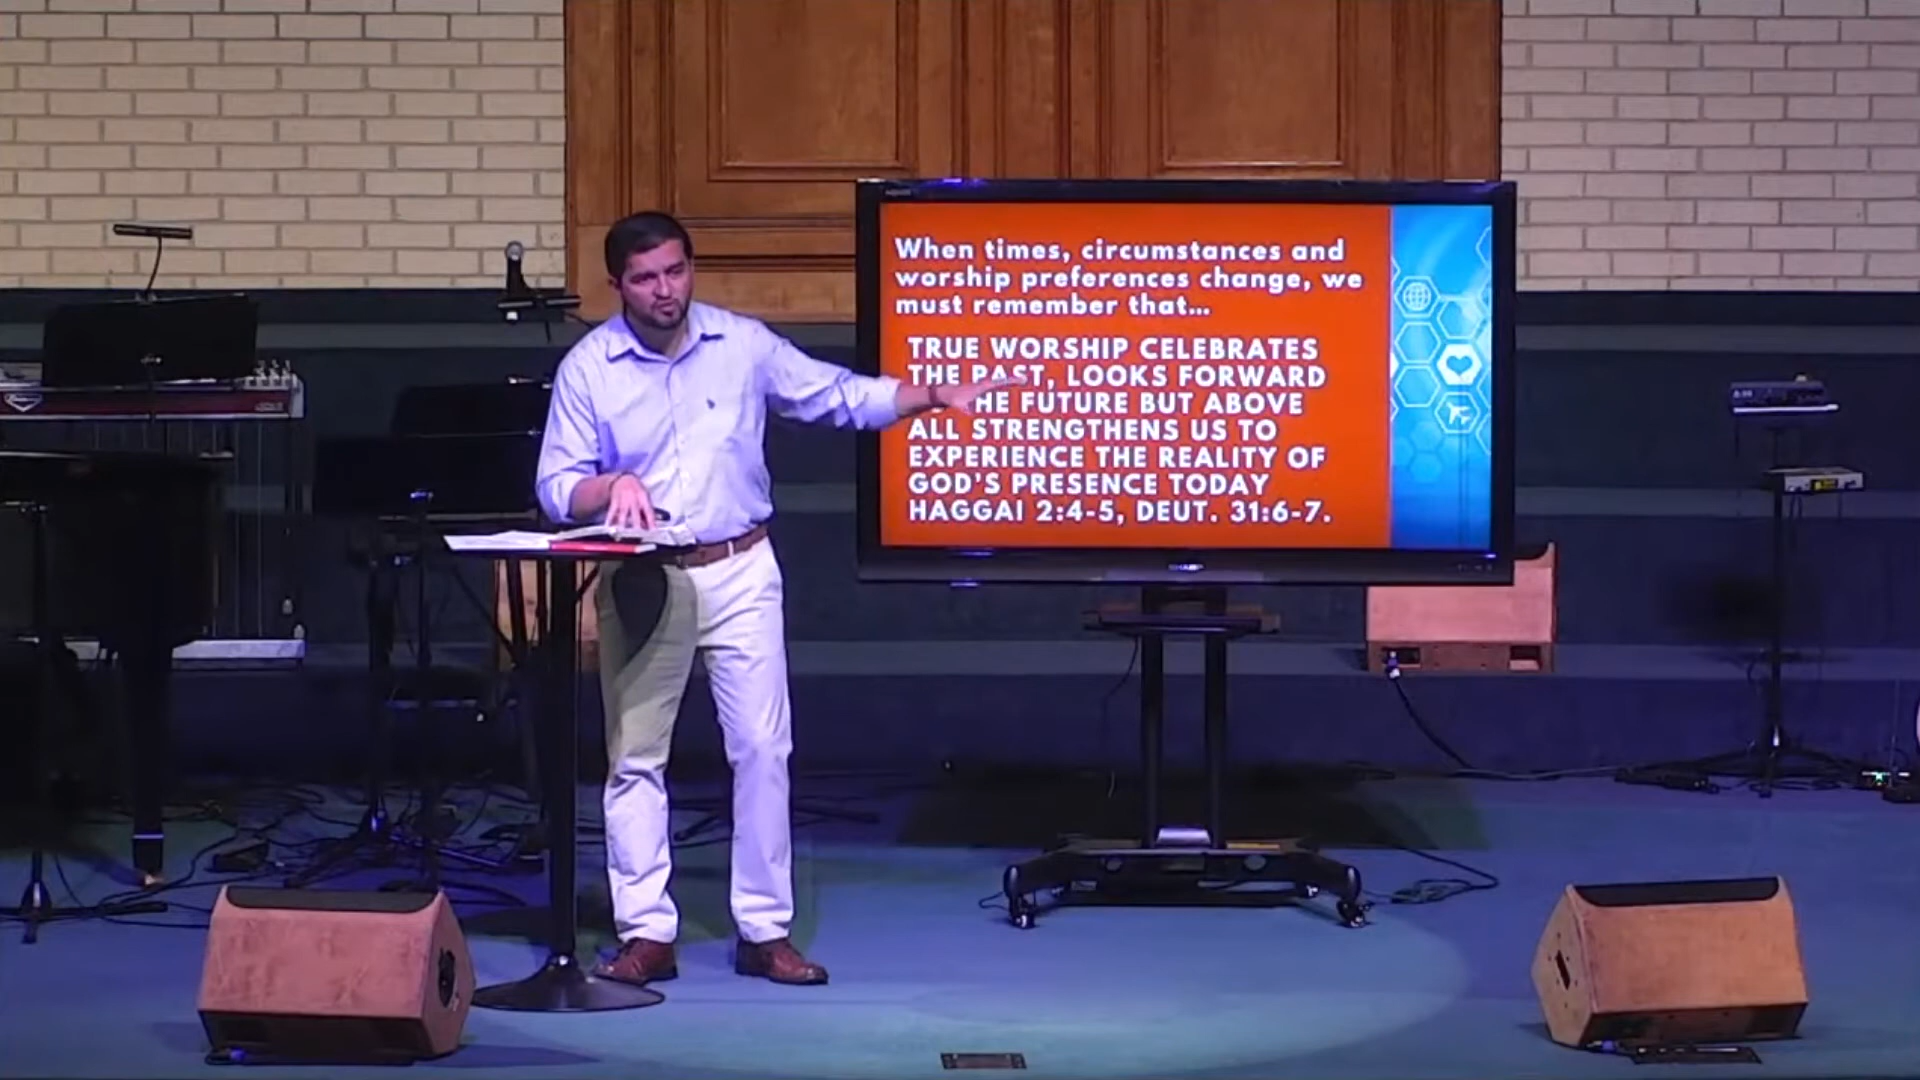 When times, circumstances and
worship preferences change, we
must remember that...
TRUE WORSHIP CELEBRATES
THE PAST, LOOKS FORWARD
HE FUTURE BUT ABOVE
ALL STRENGTHENS US TO
EXPERIENCE THE REALITY OF
GOD'S PRESENCE TODAY
HAGGAI 2:4-5, DEUT. 31:6-7.
SHARP